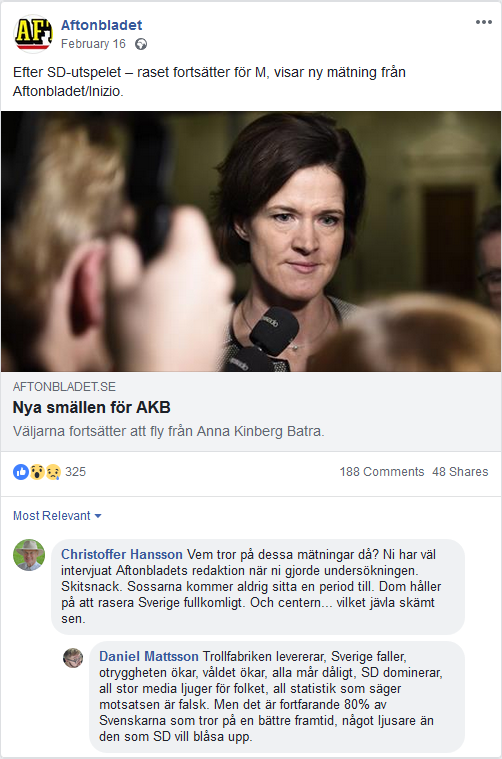 AF
Aftonbladet
February 16
Efter SD-utspelet – raset fortsätter för M, visar ny mätning från
Aftonbladet/Inizio.
AFTONBLADET.SE
Nya smällen för AKB
Väljarna fortsätter att fly från Anna Kinberg Batra.
325
188 Comments 48 Shares
Most Relevant
Christoffer Hansson Vem tror på dessa mätningar då? Ni har väl
intervjuat Aftonbladets redaktion när ni gjorde undersökningen.
Skitsnack. Sossarna kommer aldrig sitta en period till. Dom håller
på att rasera Sverige fullkomligt. Och centern... vilket jävla skämt
sen.
Daniel Mattsson Trollfabriken levererar, Sverige faller,
otryggheten ökar, våldet ökar, alla mår dåligt, SD dominerar,
all stor media ljuger för folket, all statistik som säger
motsatsen är falsk. Men det är fortfarande 80% av
Svenskarna som tror på en bättre framtid, något ljusare än
den som SD vill blåsa upp.